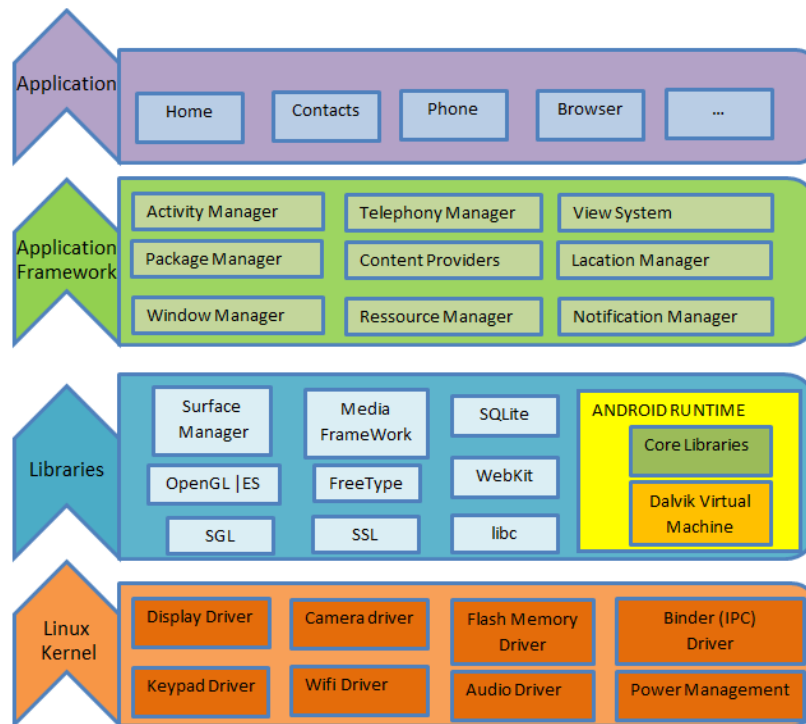 Application
Home
Contacts
Phone
Browser
...
Application
Framework
Activity Manager
Telephony Manager
View System
Package Manager
Content Providers
Lacation Manager
Window Manager
Ressource Manager
Notification Manager
Libraries
Surface
Manager
Media
FrameWork
SQLite
OpenGL |ES
FreeType
WebKit
SGL
SSL
libc
ANDROID RUNTIME
Core Libraries
Dalvik Virtual
Machine
Linux
Kernel
Display Driver
Camera driver
Flash Memory
Driver
Binder (IPC)
Driver
Keypad Driver
Wifi Driver
Audio Driver
Power Management